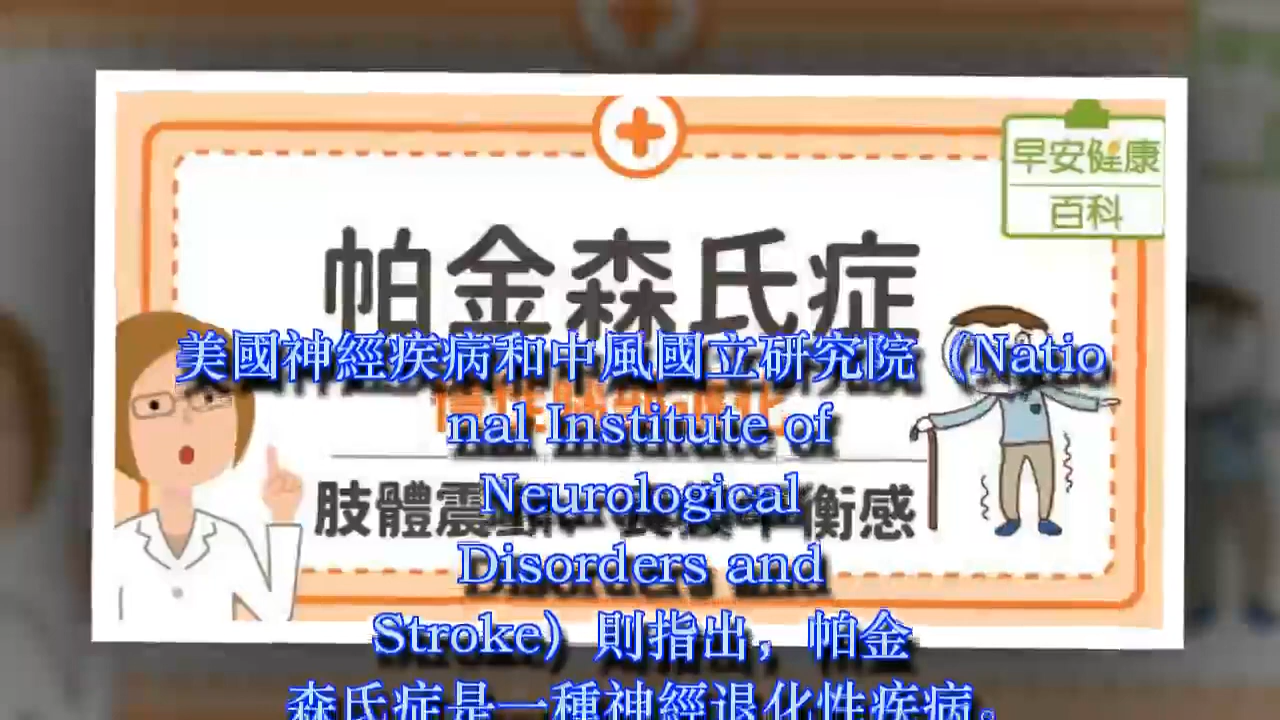 早安健康
百科
帕金森氏症
美國神經疾病和中風國立研究院（Natio
nal Institute of
Neurological
Disorders and
Stroke）則指出，帕金
森氏症是一種神經退化性疾病。
肢體震
衡感